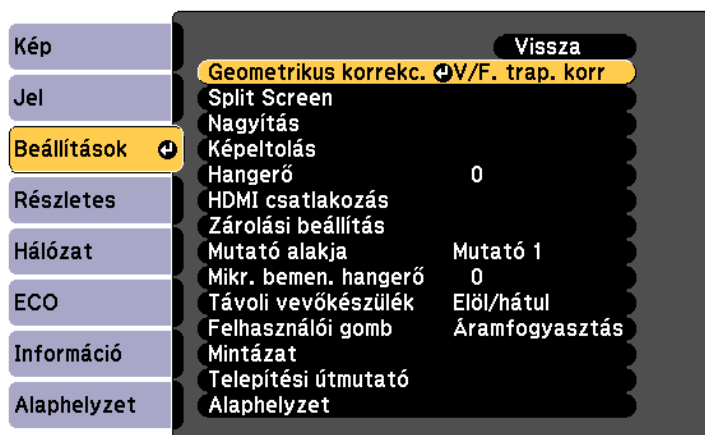 Kép
Jel
Beállítások
Részletes
Hálózat
ECO
Információ
Alaphelyzet
Vissza
Geometrikus korrekc. V/F. trap. korr
Split Screen
Nagyítás
Képeltolás
Hangerő 0
HDMI csatlakozás
Zárolási beállítás
Mutató alakja Mutató 1
Mikr. bemen. hangerő 0
Távoli vevőkészülék Elöl/hátul
Felhasználói gomb Áramfogyasztás
Mintázat
Telepítési útmutató
Alaphelyzet